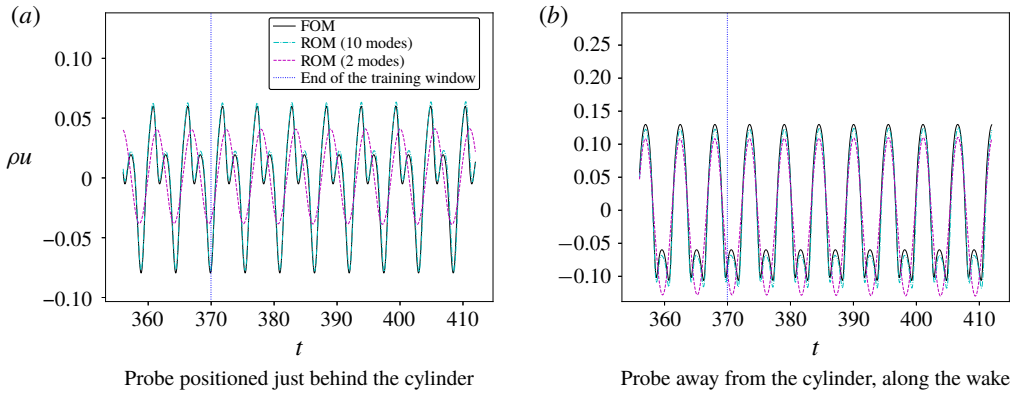 (a)
0.10
0.05
0
−0.05
−0.10
ρu
360 370 380 390 400 410
t
FOM
ROM (10 modes)
ROM (2 modes)
End of the training window
Probe positioned just behind the cylinder
(b)
0.25
0.20
0.15
0.10
0.05
0
−0.05
−0.10
360 370 380 390 400 410
t
Probe away from the cylinder, along the wake